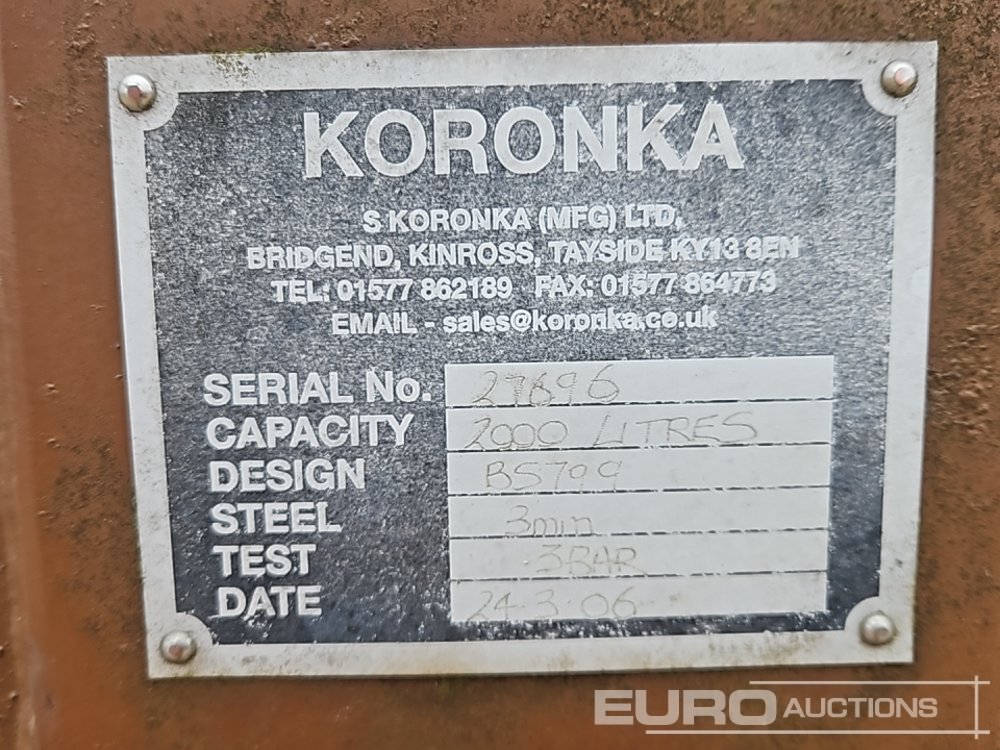 KORONKA
S KORONKA (MFG) LTD.
BRIDGEND, KINROSS, TAYSIDE KY13 8EN
TEL: 01577 862189 FAX: 01577 864773
EMAIL - sales@koronka.co.uk
SERIAL No. 27696
CAPACITY 2000 LITRES
DESIGN BS799
STEEL 3mm
TEST 3BAR
DATE 24-3-06
EURO AUCTIONS